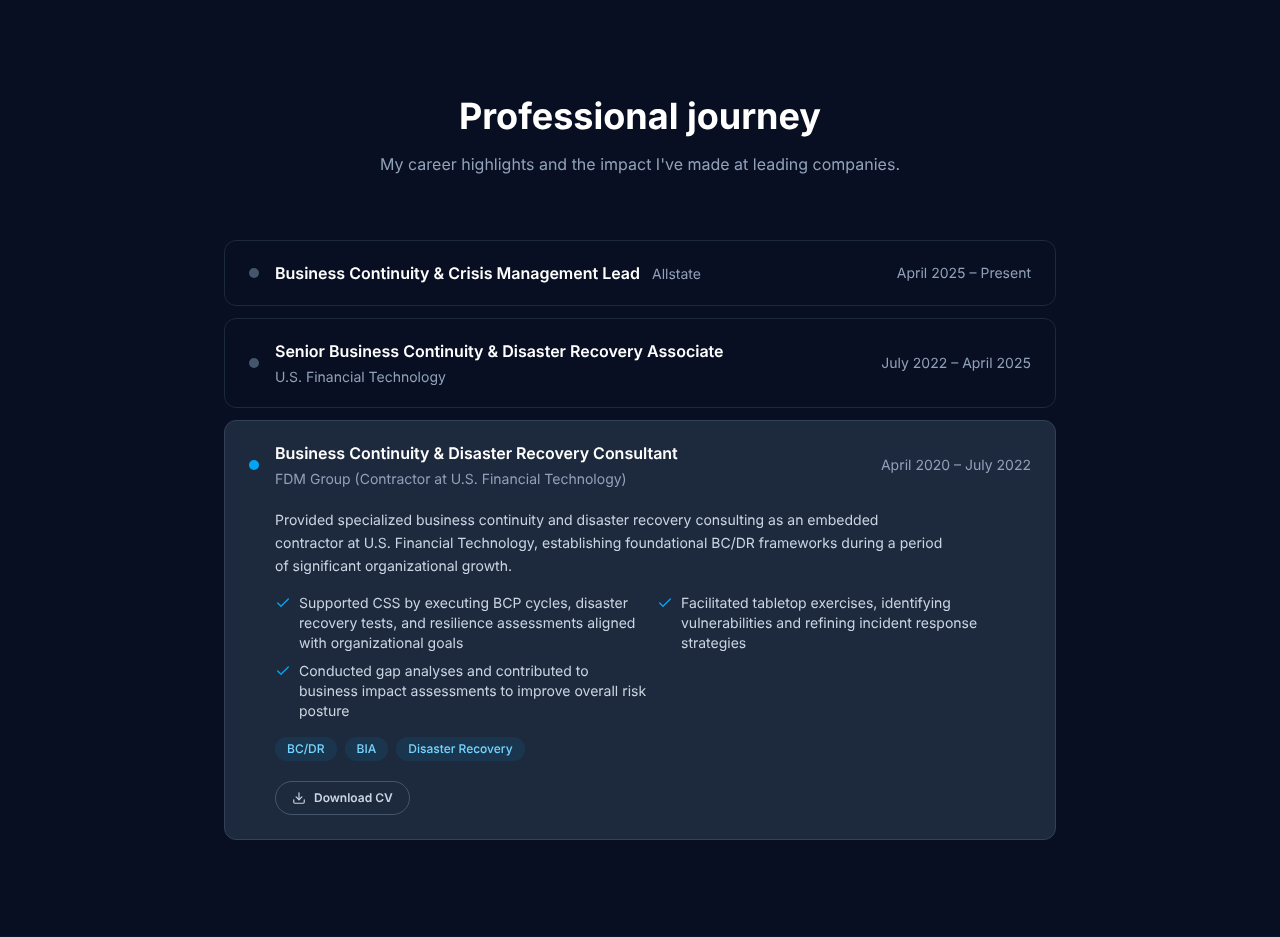 Professional journey
My career highlights and the impact I've made at leading companies.
Business Continuity & Crisis Management Lead Allstate April 2025 – Present
Senior Business Continuity & Disaster Recovery Associate
U.S. Financial Technology
July 2022 – April 2025
Business Continuity & Disaster Recovery Consultant
FDM Group (Contractor at U.S. Financial Technology)
April 2020 – July 2022
Provided specialized business continuity and disaster recovery consulting as an embedded
contractor at U.S. Financial Technology, establishing foundational BC/DR frameworks during a period
of significant organizational growth.
Supported CSS by executing BCP cycles, disaster
recovery tests, and resilience assessments aligned
with organizational goals
Facilitated tabletop exercises, identifying
vulnerabilities and refining incident response
strategies
Conducted gap analyses and contributed to
business impact assessments to improve overall risk
posture
BC/DR BIA Disaster Recovery
Download CV